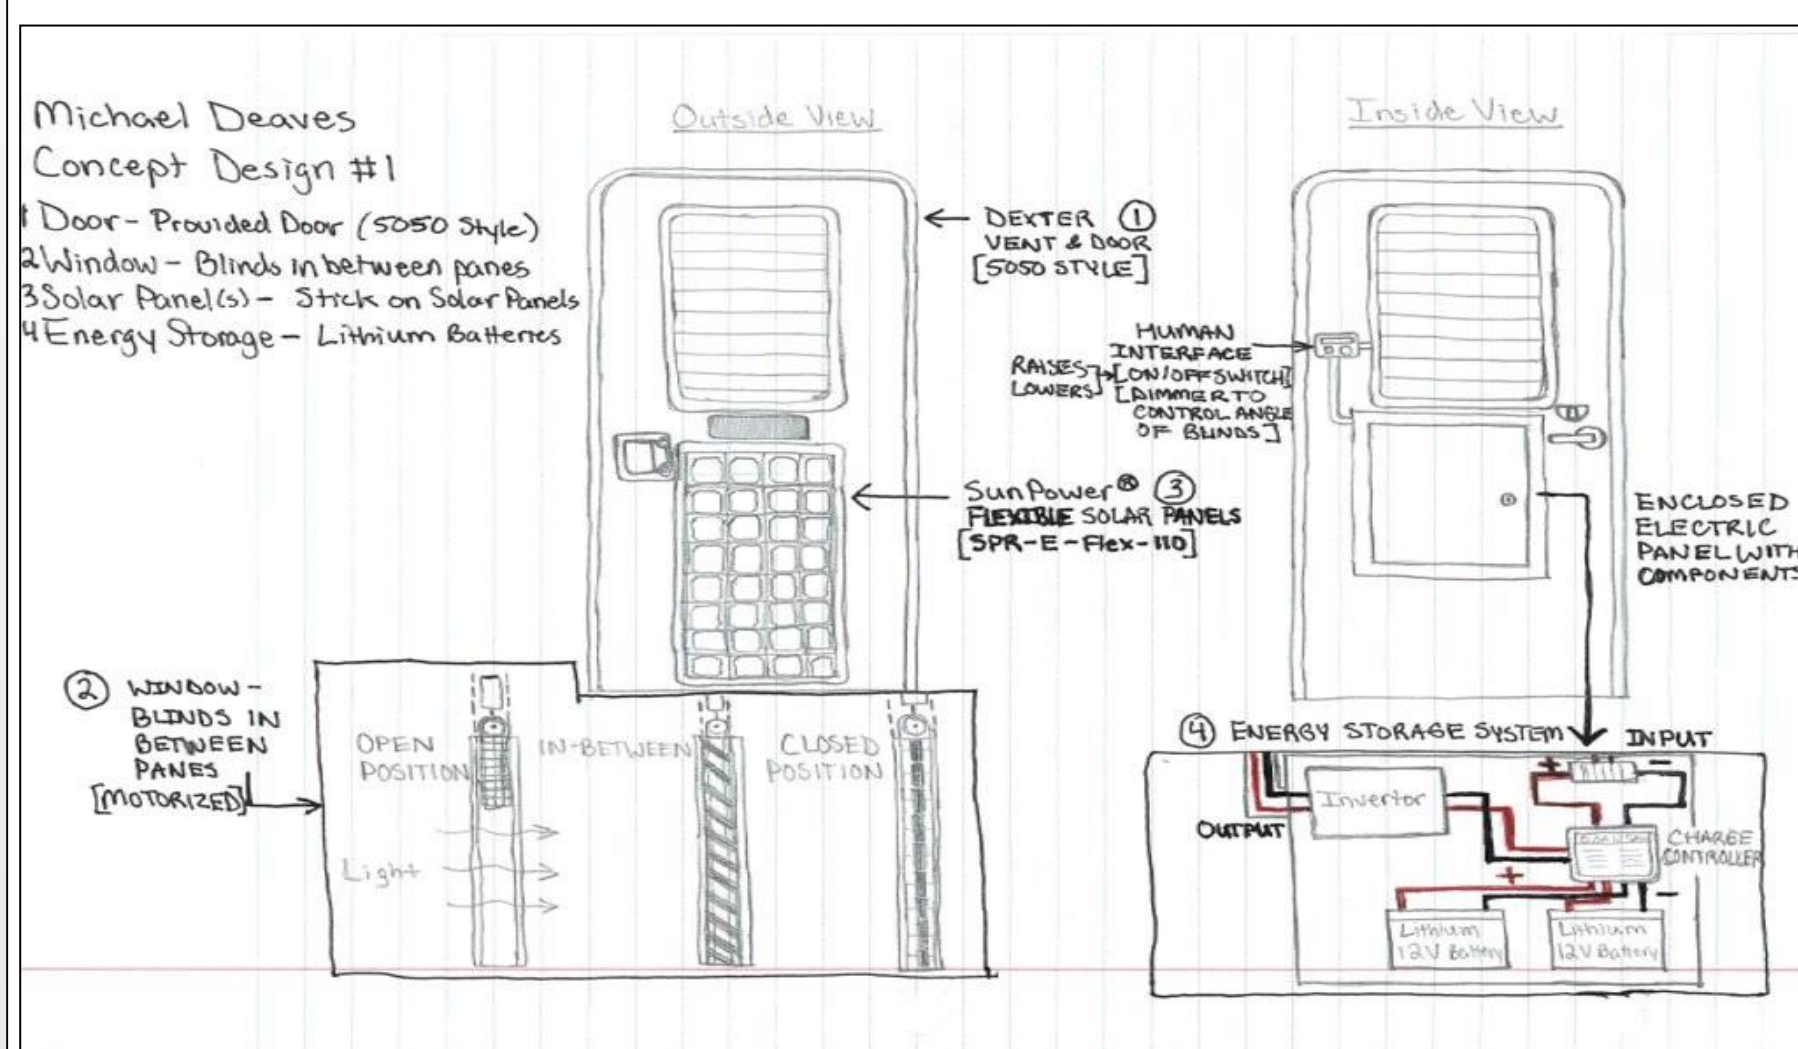 Michael Deaves
Concept Design #1
1 Door - Provided Door (5050 Style)
2 Window - Blinds in between panes
3 Solar Panel(s) - Stick on Solar Panels
4 Energy Storage - Lithium Batteries
Outside View
Inside View
DEXTER ①
VENT & DOOR
[5050 STYLE]
HUMAN
INTERFACE
RAISES
LOWERS
[ON/OFF SWITCH]
[DIMMER TO
CONTROL ANGLE
OF BLINDS]
SunPower® ③
FLEXIBLE SOLAR PANELS
[SPR-E-Flex-110]
ENCLOSED
ELECTRIC
PANEL WITH
COMPONENTS
② WINDOW -
BLINDS IN
BETWEEN
PANES
[MOTORIZED]
OPEN
POSITION
IN-BETWEEN
CLOSED
POSITION
Light
④ ENERGY STORAGE SYSTEM
INPUT
+
-
Invertor
OUTPUT
CHARGE
CONTROLLER
+
-
Lithium
12V Battery
Lithium
12V Battery